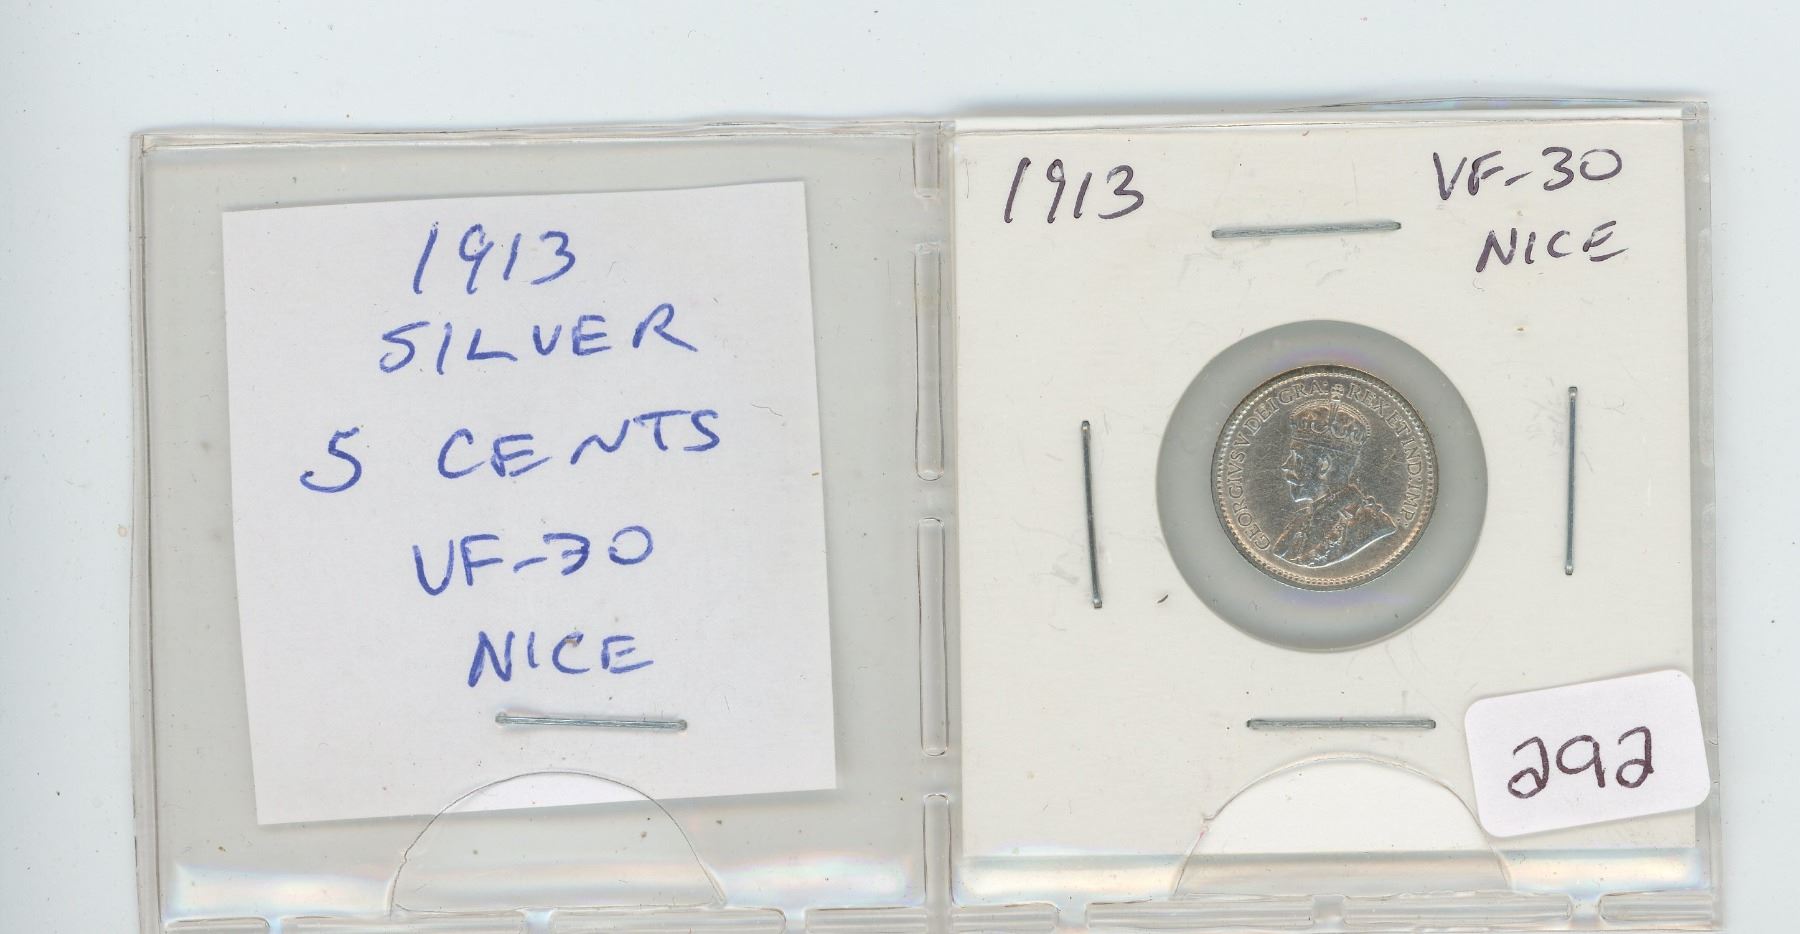 1913
SILVER
5 CENTS
VF-30
NICE
1913
VF-30
NICE
GEORGIVS V DEI GRA: REX ET IND: IMP:
292